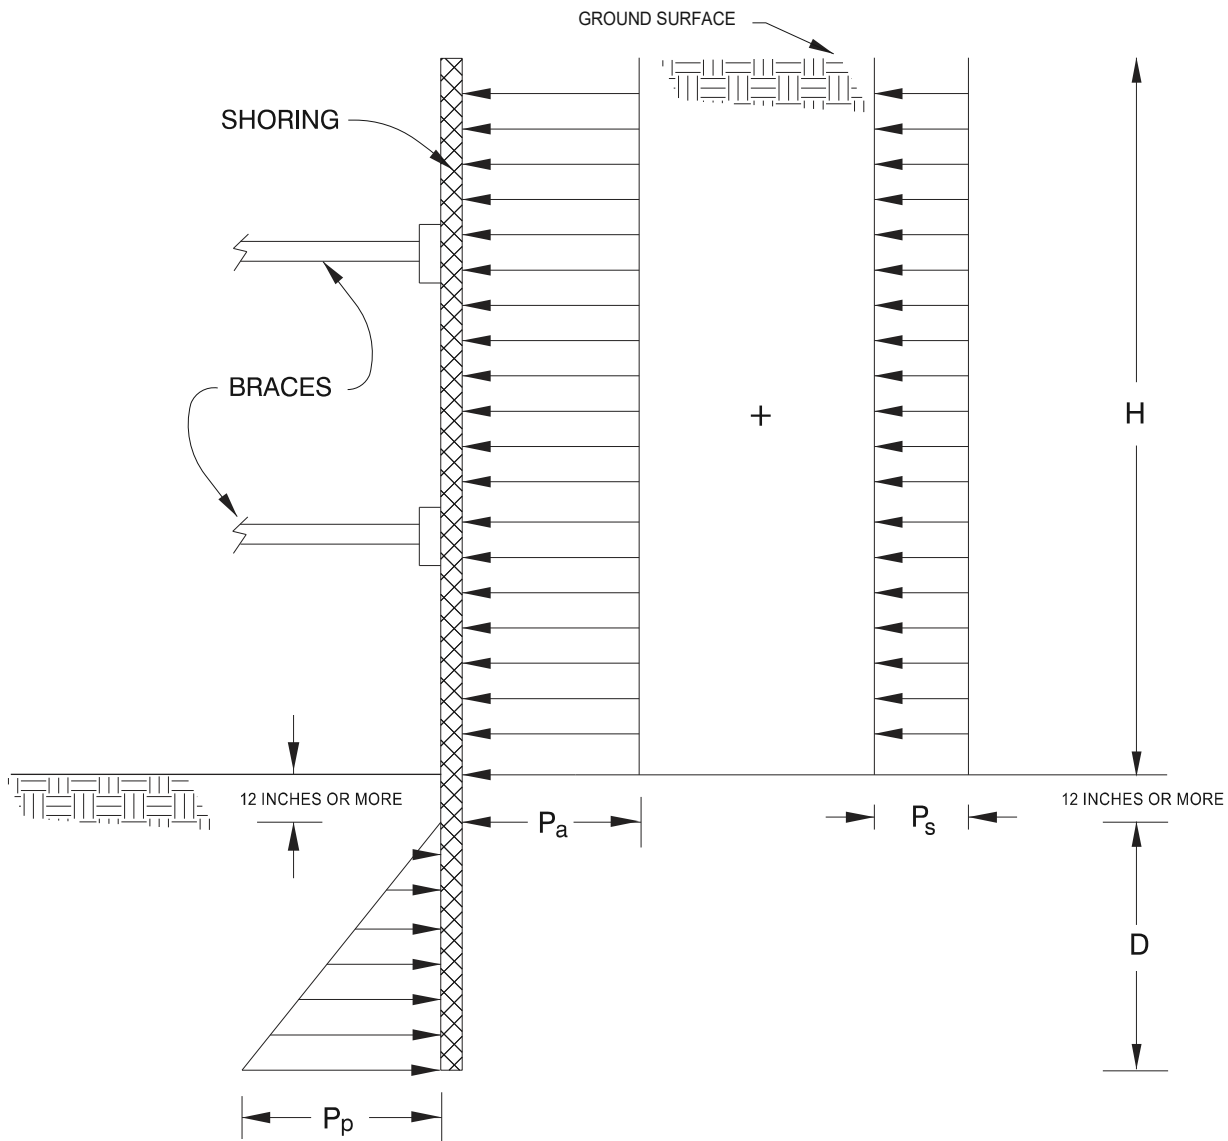 GROUND SURFACE
SHORING
BRACES
+
H
12 INCHES OR MORE
12 INCHES OR MORE
Pa
Ps
D
Pp